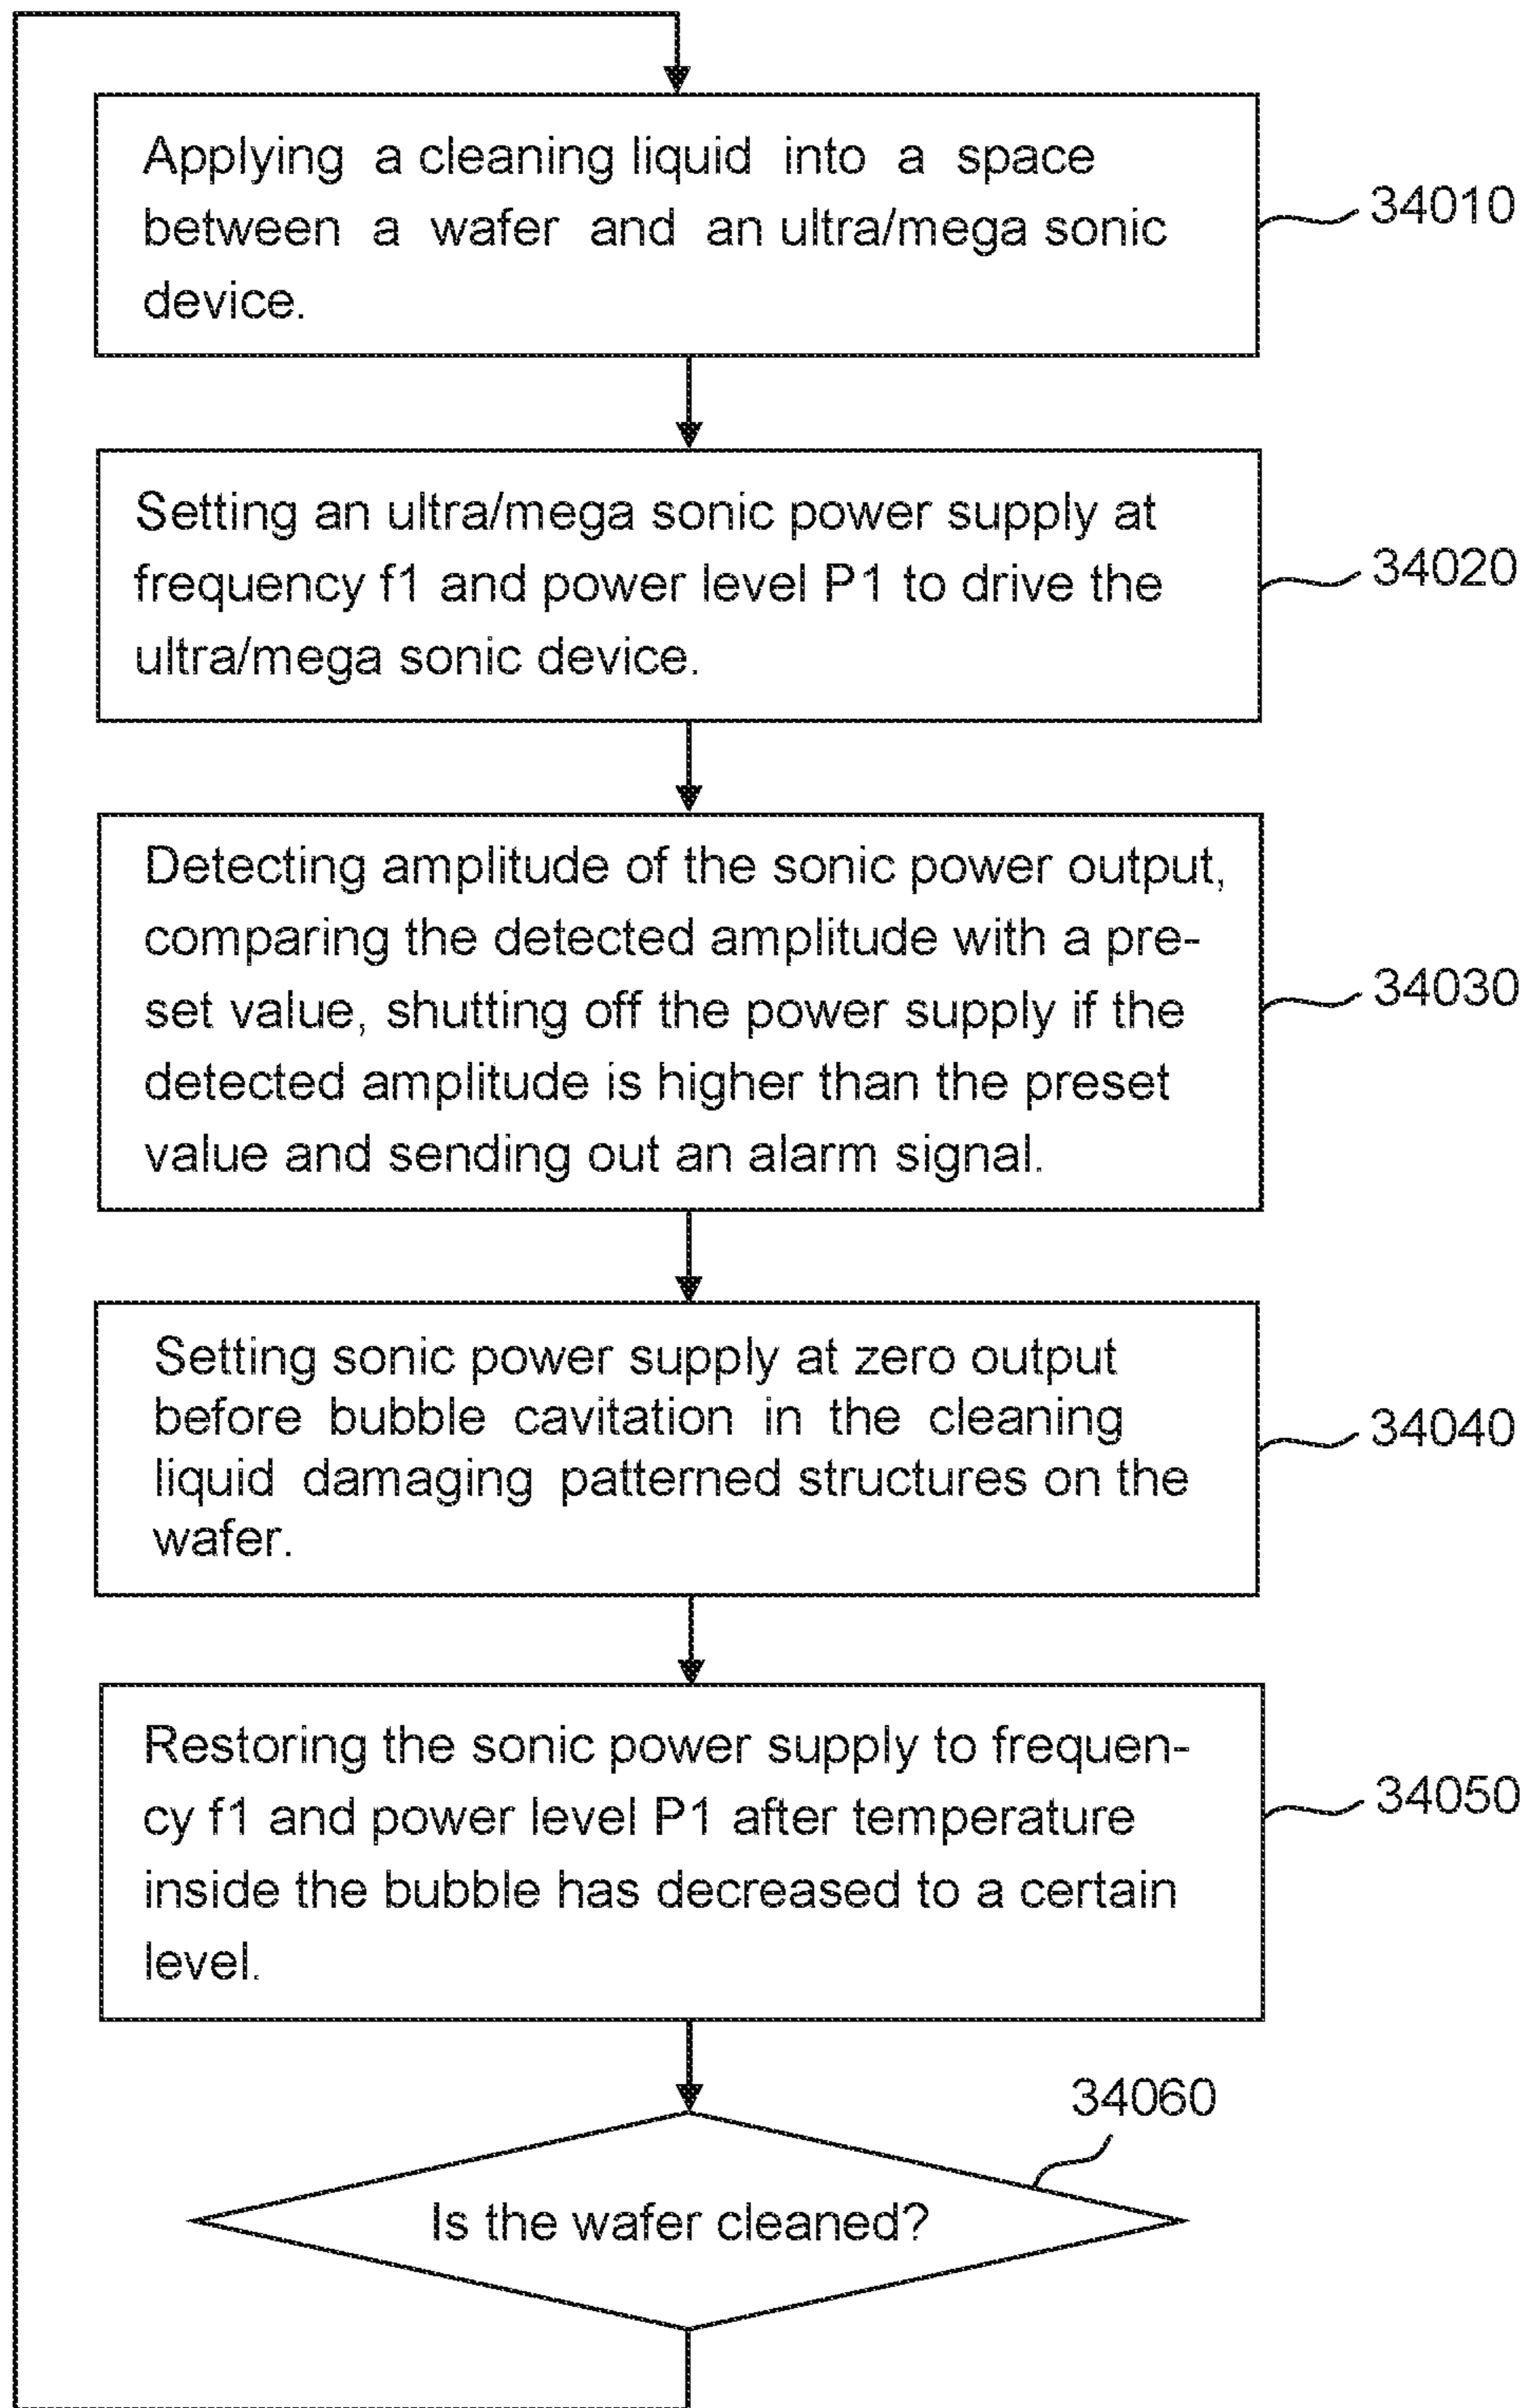 Applying a cleaning liquid into a space
between a wafer and an ultra/mega sonic
device.
34010
Setting an ultra/mega sonic power supply at
frequency f1 and power level P1 to drive the
ultra/mega sonic device.
34020
Detecting amplitude of the sonic power output,
comparing the detected amplitude with a pre-
set value, shutting off the power supply if the
detected amplitude is higher than the preset
value and sending out an alarm signal.
34030
Setting sonic power supply at zero output
before bubble cavitation in the cleaning
liquid damaging patterned structures on the
wafer.
34040
Restoring the sonic power supply to frequen-
cy f1 and power level P1 after temperature
inside the bubble has decreased to a certain
level.
34050
34060
Is the wafer cleaned?